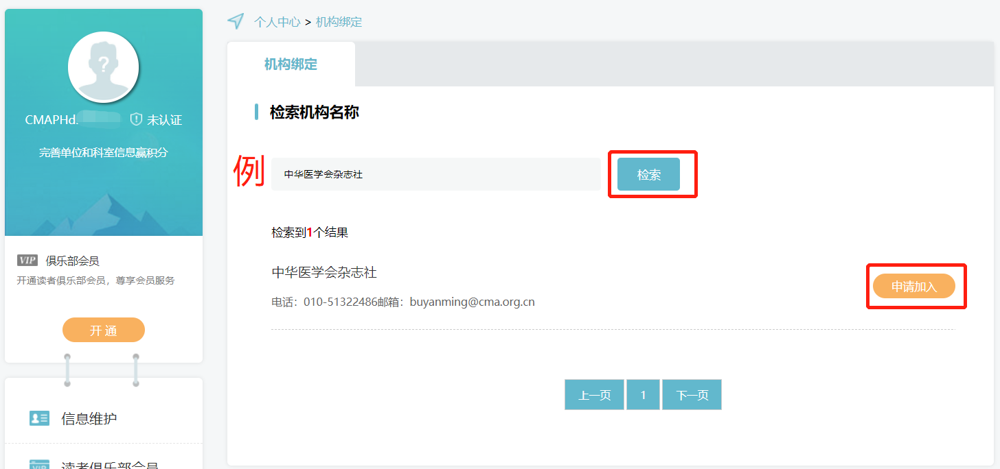 个人中心 > 机构绑定
CMAPHd.
未认证
完善单位和科室信息赢积分
VIP 俱乐部会员
开通读者俱乐部会员，尊享会员服务
开通
信息维护
VIP 读者俱乐部会员
机构绑定
检索机构名称
例 中华医学会杂志社 检索
检索到1个结果
中华医学会杂志社
电话：010-51322486邮箱：buyanming@cma.org.cn
申请加入
上一页 1 下一页